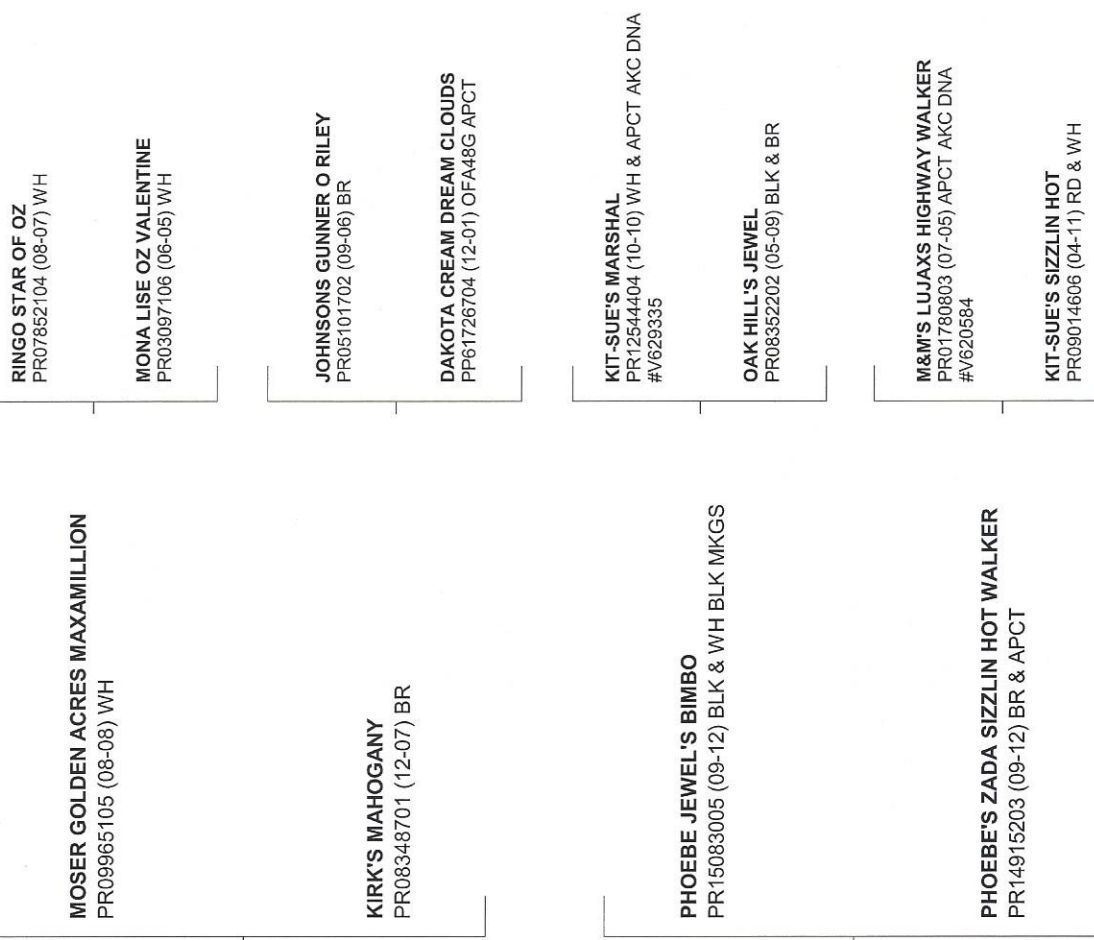 RINGO STAR OF OZ
PR07852104 (08-07) WH
MONA LISE OZ VALENTINE
PR03097106 (06-05) WH
JOHNSONS GUNNER O RILEY
PR05101702 (09-06) BR
DAKOTA CREAM DREAM CLOUDS
PP61726704 (12-01) OFA48G APCT
KIT-SUE'S MARSHAL
PR12544404 (10-10) WH & APCT AKC DNA
#V629335
OAK HILL'S JEWEL
PR08352202 (05-09) BLK & BR
M&M'S LUJAXS HIGHWAY WALKER
PR01780803 (07-05) APCT AKC DNA
#V620584
KIT-SUE'S SIZZLIN HOT
PR09014606 (04-11) RD & WH
MOSER GOLDEN ACRES MAXAMILLION
PR09965105 (08-08) WH
KIRK'S MAHOGANY
PR08348701 (12-07) BR
PHOEBE JEWEL'S BIMBO
PR15083005 (09-12) BLK & WH BLK MKGS
PHOEBE'S ZADA SIZZLIN HOT WALKER
PR14915203 (09-12) BR & APCT